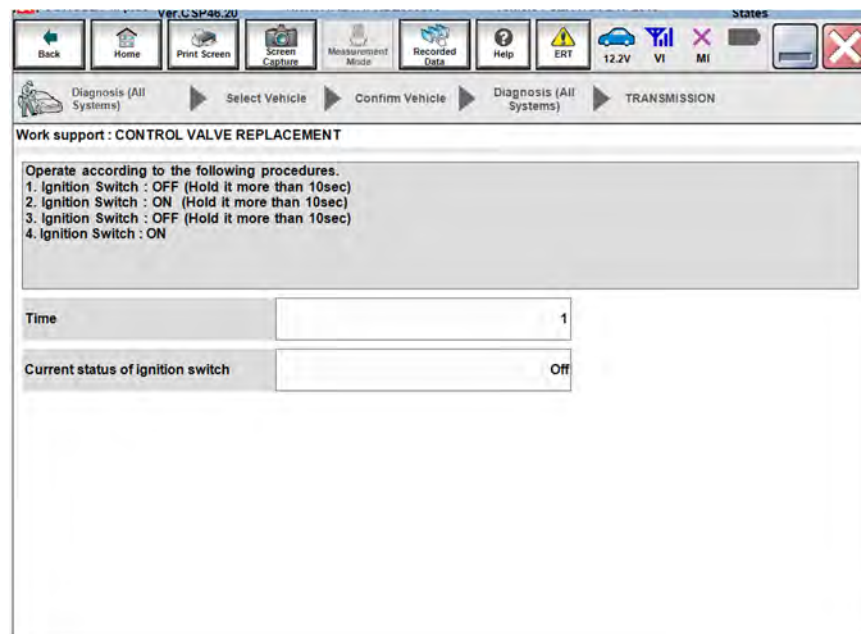 Ver.CSP46.20
States
Back
Home
Print Screen
Screen
Capture
Measurement
Mode
Recorded
Data
Help
ERT
12.2V
VI
MI
Diagnosis (All
Systems)
Select Vehicle
Confirm Vehicle
Diagnosis (All
Systems)
TRANSMISSION
Work support : CONTROL VALVE REPLACEMENT
Operate according to the following procedures.
1. Ignition Switch : OFF (Hold it more than 10sec)
2. Ignition Switch : ON (Hold it more than 10sec)
3. Ignition Switch : OFF (Hold it more than 10sec)
4. Ignition Switch : ON
Time
1
Current status of ignition switch
Off